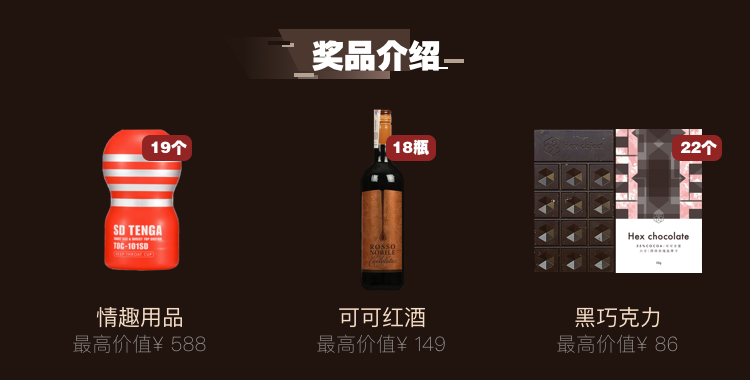 奖品介绍
19个
18瓶
22个
SD TENGA
TOC-101SD
ROSSO
NOBILE
Hex chocolate
情趣用品
可可红酒
黑巧克力
最高价值¥ 588
最高价值¥ 149
最高价值¥ 86